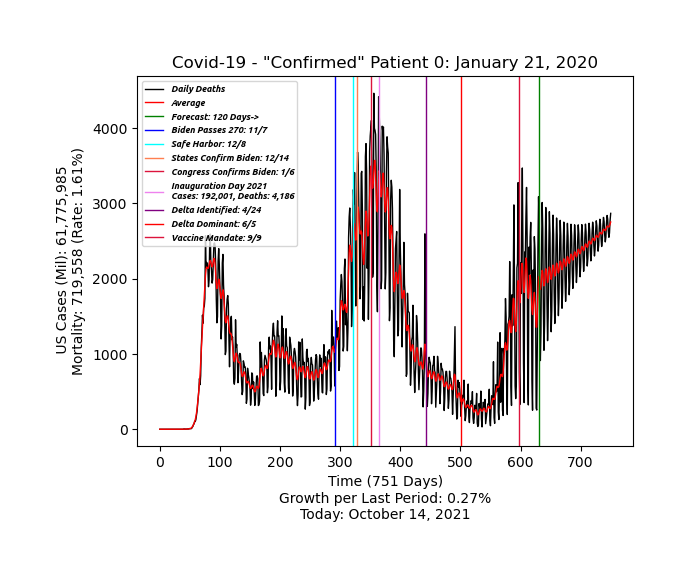 Covid-19 - "Confirmed" Patient 0: January 21, 2020
Daily Deaths
Average
Forecast: 120 Days->
Biden Passes 270: 11/7
Safe Harbor: 12/8
States Confirm Biden: 12/14
Congress Confirms Biden: 1/6
Inauguration Day 2021
Cases: 192,001, Deaths: 4,186
Delta Identified: 4/24
Delta Dominant: 6/5
Vaccine Mandate: 9/9
US Cases (Mil): 61,775,985
Mortality: 719,558 (Rate: 1.61%)
4000
3000
2000
1000
0
0 100 200 300 400 500 600 700
Time (751 Days)
Growth per Last Period: 0.27%
Today: October 14, 2021